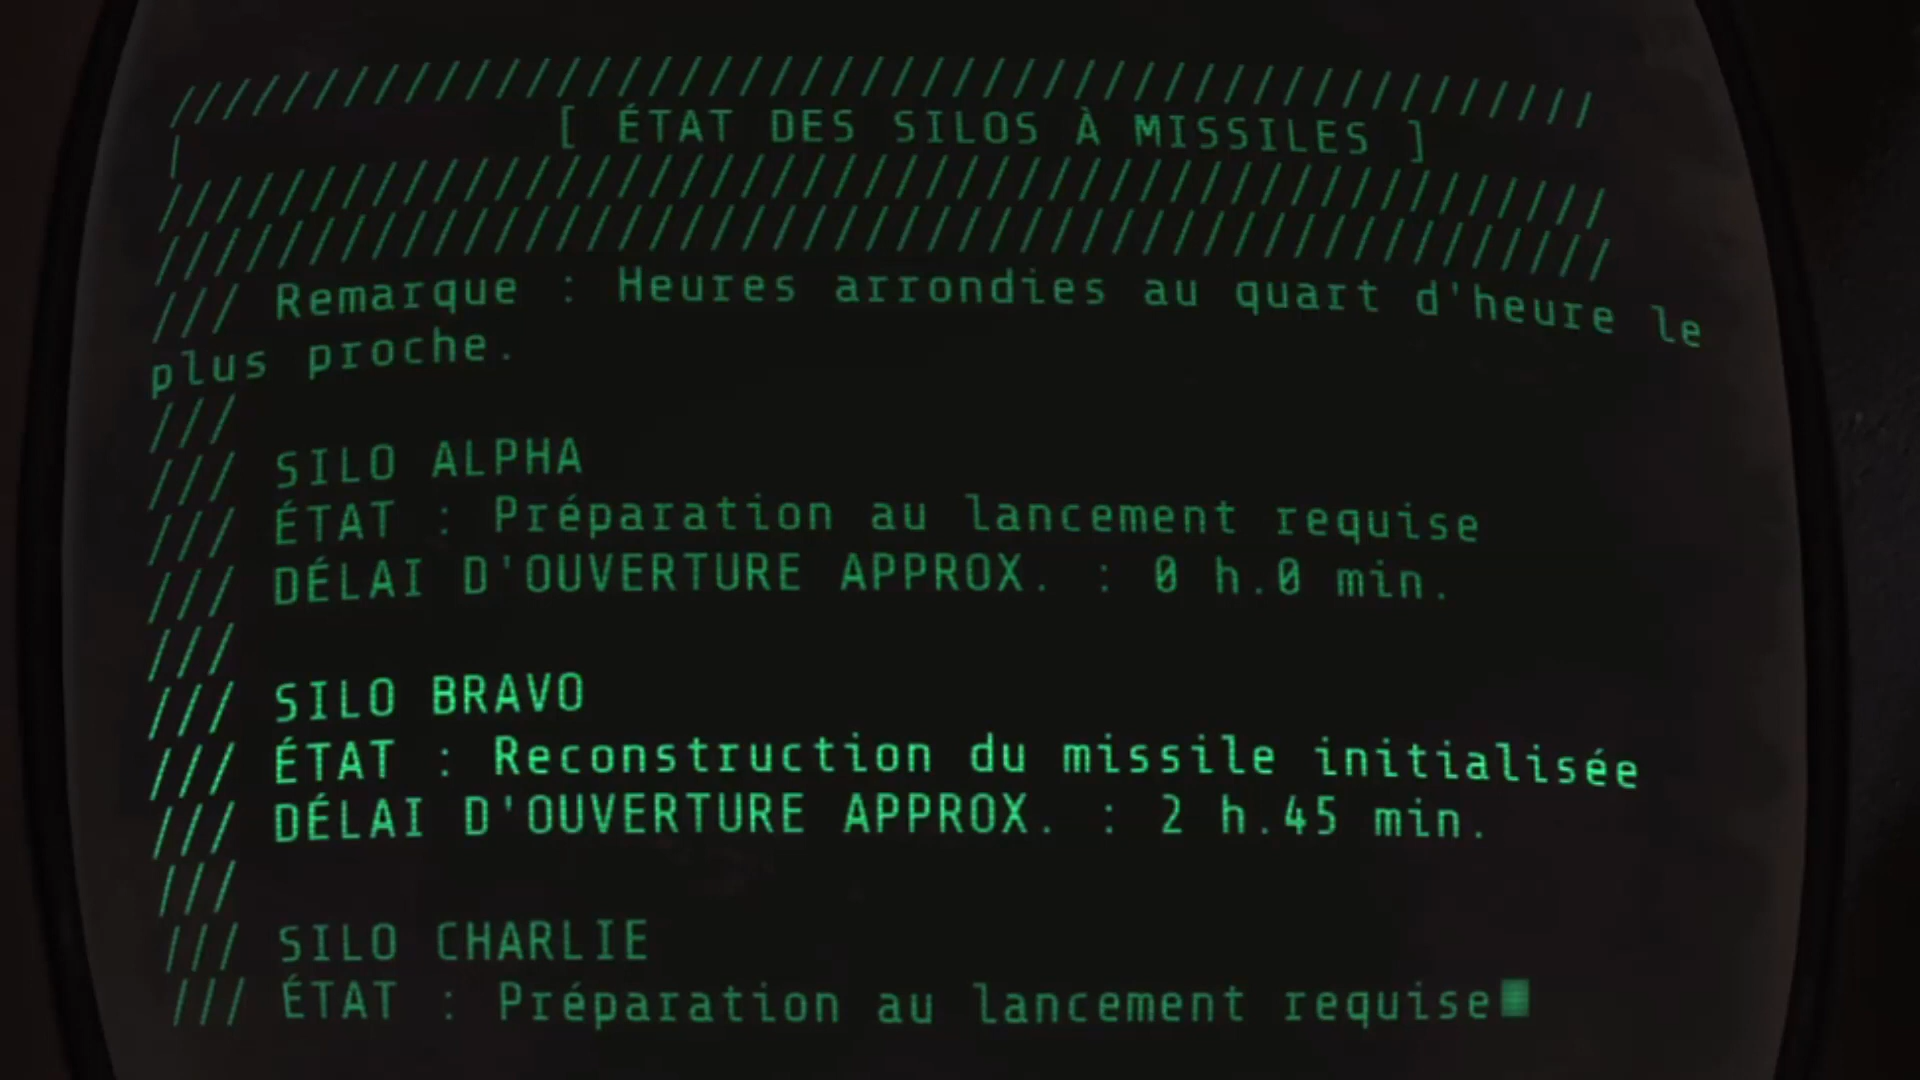 ///////////////////////////////////////////////
| [ ÉTAT DES SILOS À MISSILES ]
///////////////////////////////////////////////
///////////////////////////////////////////////
/// Remarque : Heures arrondies au quart d'heure le
plus proche.
///
/// SILO ALPHA
/// ÉTAT : Préparation au lancement requise
/// DÉLAI D'OUVERTURE APPROX. : 0 h.0 min.
///
/// SILO BRAVO
/// ÉTAT : Reconstruction du missile initialisée
/// DÉLAI D'OUVERTURE APPROX. : 2 h.45 min.
///
/// SILO CHARLIE
/// ÉTAT : Préparation au lancement requise